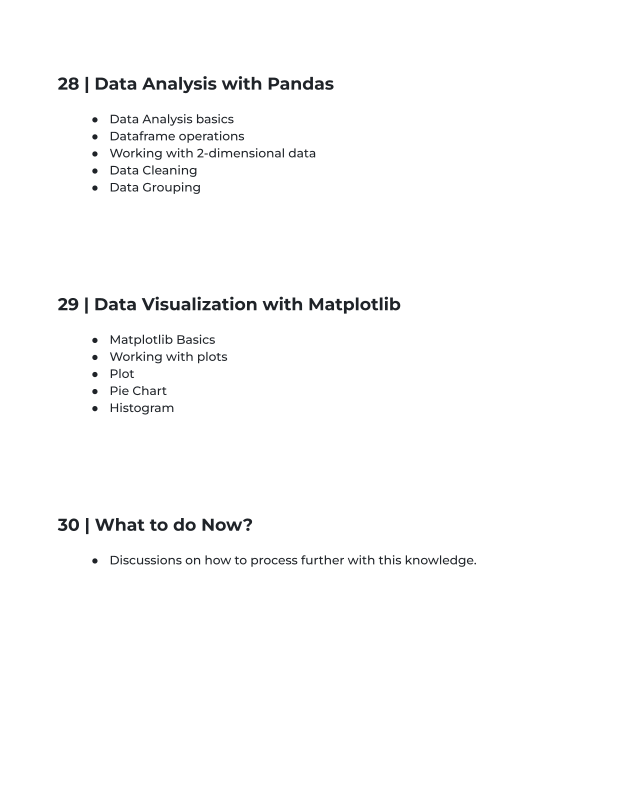 28 | Data Analysis with Pandas
● Data Analysis basics
● Dataframe operations
● Working with 2-dimensional data
● Data Cleaning
● Data Grouping
29 | Data Visualization with Matplotlib
● Matplotlib Basics
● Working with plots
● Plot
● Pie Chart
● Histogram
30 | What to do Now?
● Discussions on how to process further with this knowledge.